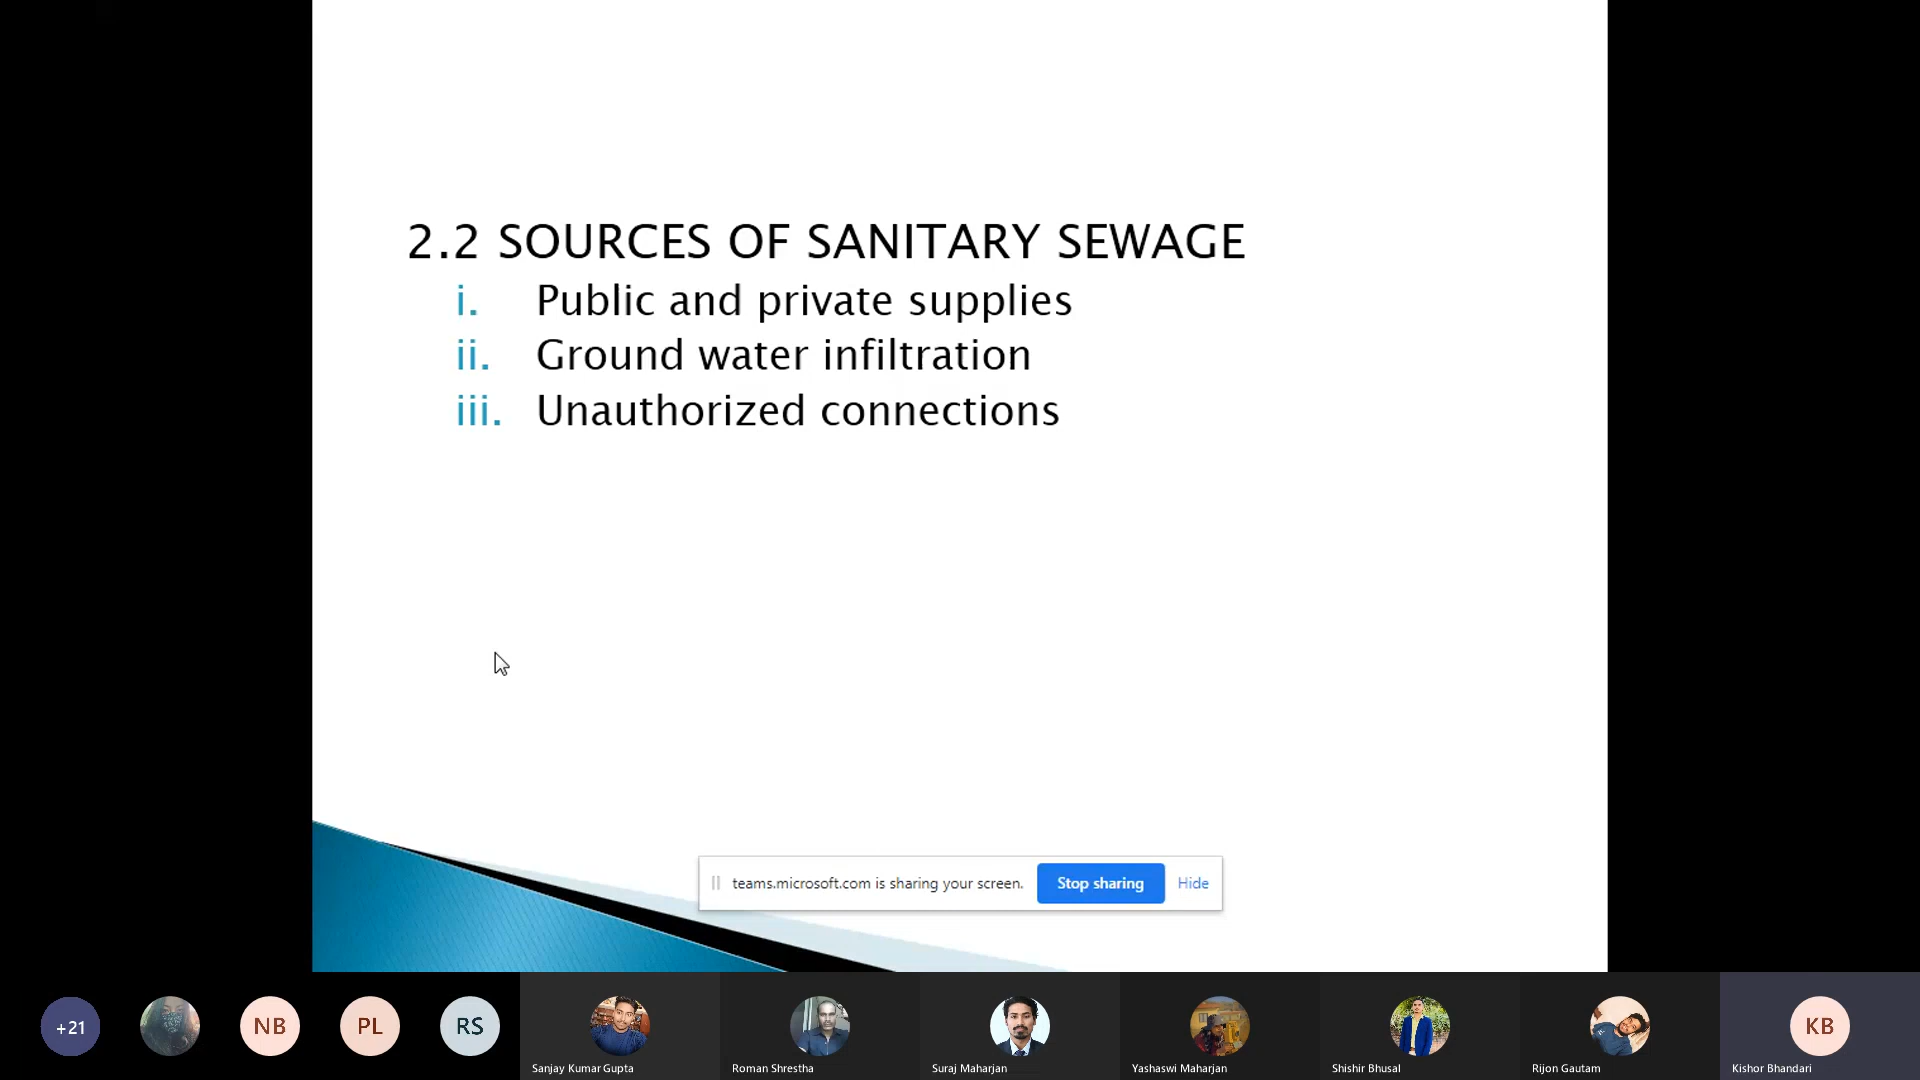 2.2 SOURCES OF SANITARY SEWAGE
i. Public and private supplies
ii. Ground water infiltration
iii. Unauthorized connections
teams.microsoft.com is sharing your screen. Stop sharing Hide
+21 NB PL RS KB
Sanjay Kumar Gupta Roman Shrestha Suraj Maharjan Yashaswi Maharjan Shishir Bhusal Rijon Gautam Kishor Bhandari